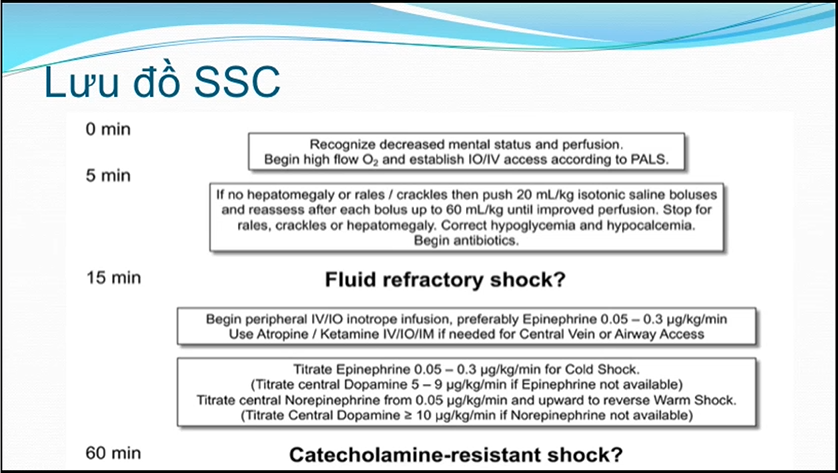 Lưu đồ SSC
0 min
Recognize decreased mental status and perfusion.
Begin high flow O₂ and establish IO/IV access according to PALS.
5 min
If no hepatomegaly or rales / crackles then push 20 mL/kg isotonic saline boluses
and reassess after each bolus up to 60 mL/kg until improved perfusion. Stop for
rales, crackles or hepatomegaly. Correct hypoglycemia and hypocalcemia.
Begin antibiotics.
15 min
Fluid refractory shock?
Begin peripheral IV/IO inotrope infusion, preferably Epinephrine 0.05 – 0.3 µg/kg/min
Use Atropine / Ketamine IV/IO/IM if needed for Central Vein or Airway Access
Titrate Epinephrine 0.05 – 0.3 µg/kg/min for Cold Shock.
(Titrate central Dopamine 5 – 9 µg/kg/min if Epinephrine not available)
Titrate central Norepinephrine from 0.05 µg/kg/min and upward to reverse Warm Shock.
(Titrate Central Dopamine ≥ 10 µg/kg/min if Norepinephrine not available)
60 min
Catecholamine-resistant shock?